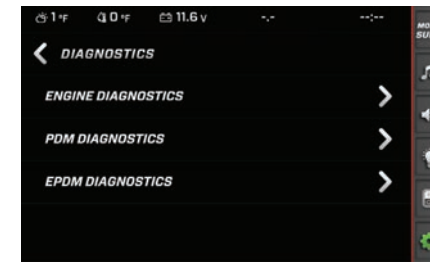 1 °F 0 °F 11.6 V -.- --:--
DIAGNOSTICS
ENGINE DIAGNOSTICS
PDM DIAGNOSTICS
EPDM DIAGNOSTICS